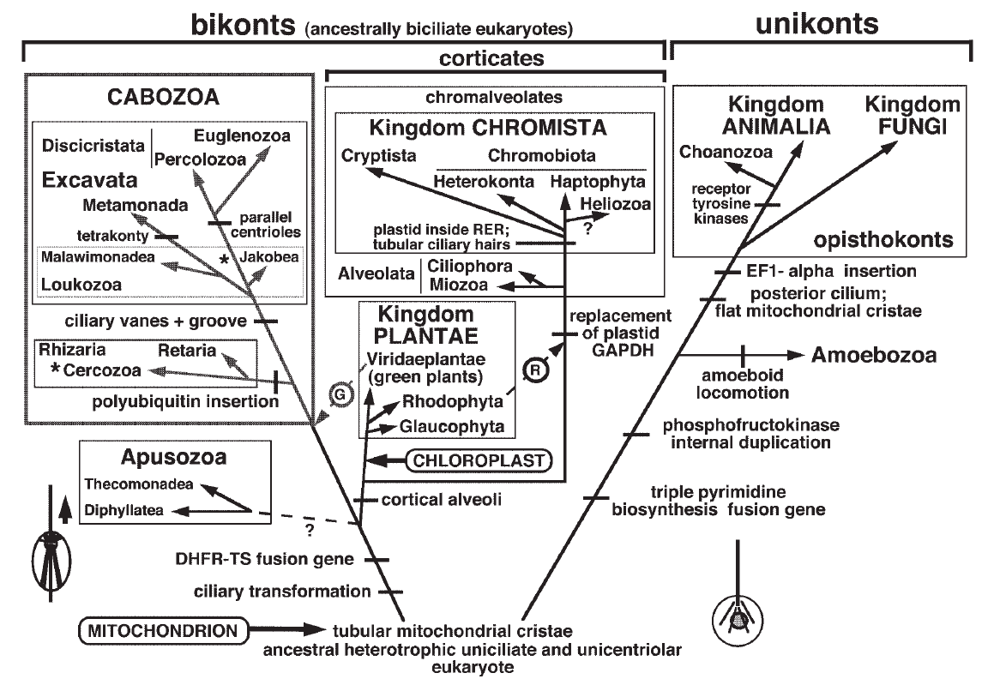 bikonts (ancestrally biciliate eukaryotes)
unikonts
corticates
CABOZOA
Discicristata
Euglenozoa
Percolozoa
Excavata
Metamonada
tetrakonty
parallel
centrioles
Malawimonadea
*
Jakobea
Loukozoa
ciliary vanes + groove
Rhizaria
Retaria
*Cercozoa
polyubiquitin insertion
chromalveolates
Kingdom CHROMISTA
Cryptista
Chromobiota
Heterokonta
Haptophyta
Heliozoa
?
plastid inside RER;
tubular ciliary hairs
Alveolata
Ciliophora
Miozoa
Kingdom
PLANTAE
Viridaeplantae
(green plants)
Rhodophyta
Glaucophyta
G
R
replacement
of plastid
GAPDH
CHLOROPLAST
cortical alveoli
Kingdom
ANIMALIA
Kingdom
FUNGI
Choanozoa
receptor
tyrosine
kinases
opisthokonts
EF1- alpha insertion
posterior cilium;
flat mitochondrial cristae
Amoebozoa
amoeboid
locomotion
phosphofructokinase
internal duplication
triple pyrimidine
biosynthesis fusion gene
Apusozoa
Thecomonadea
Diphyllatea
?
DHFR-TS fusion gene
ciliary transformation
MITOCHONDRION
tubular mitochondrial cristae
ancestral heterotrophic uniciliate and unicentriolar
eukaryote